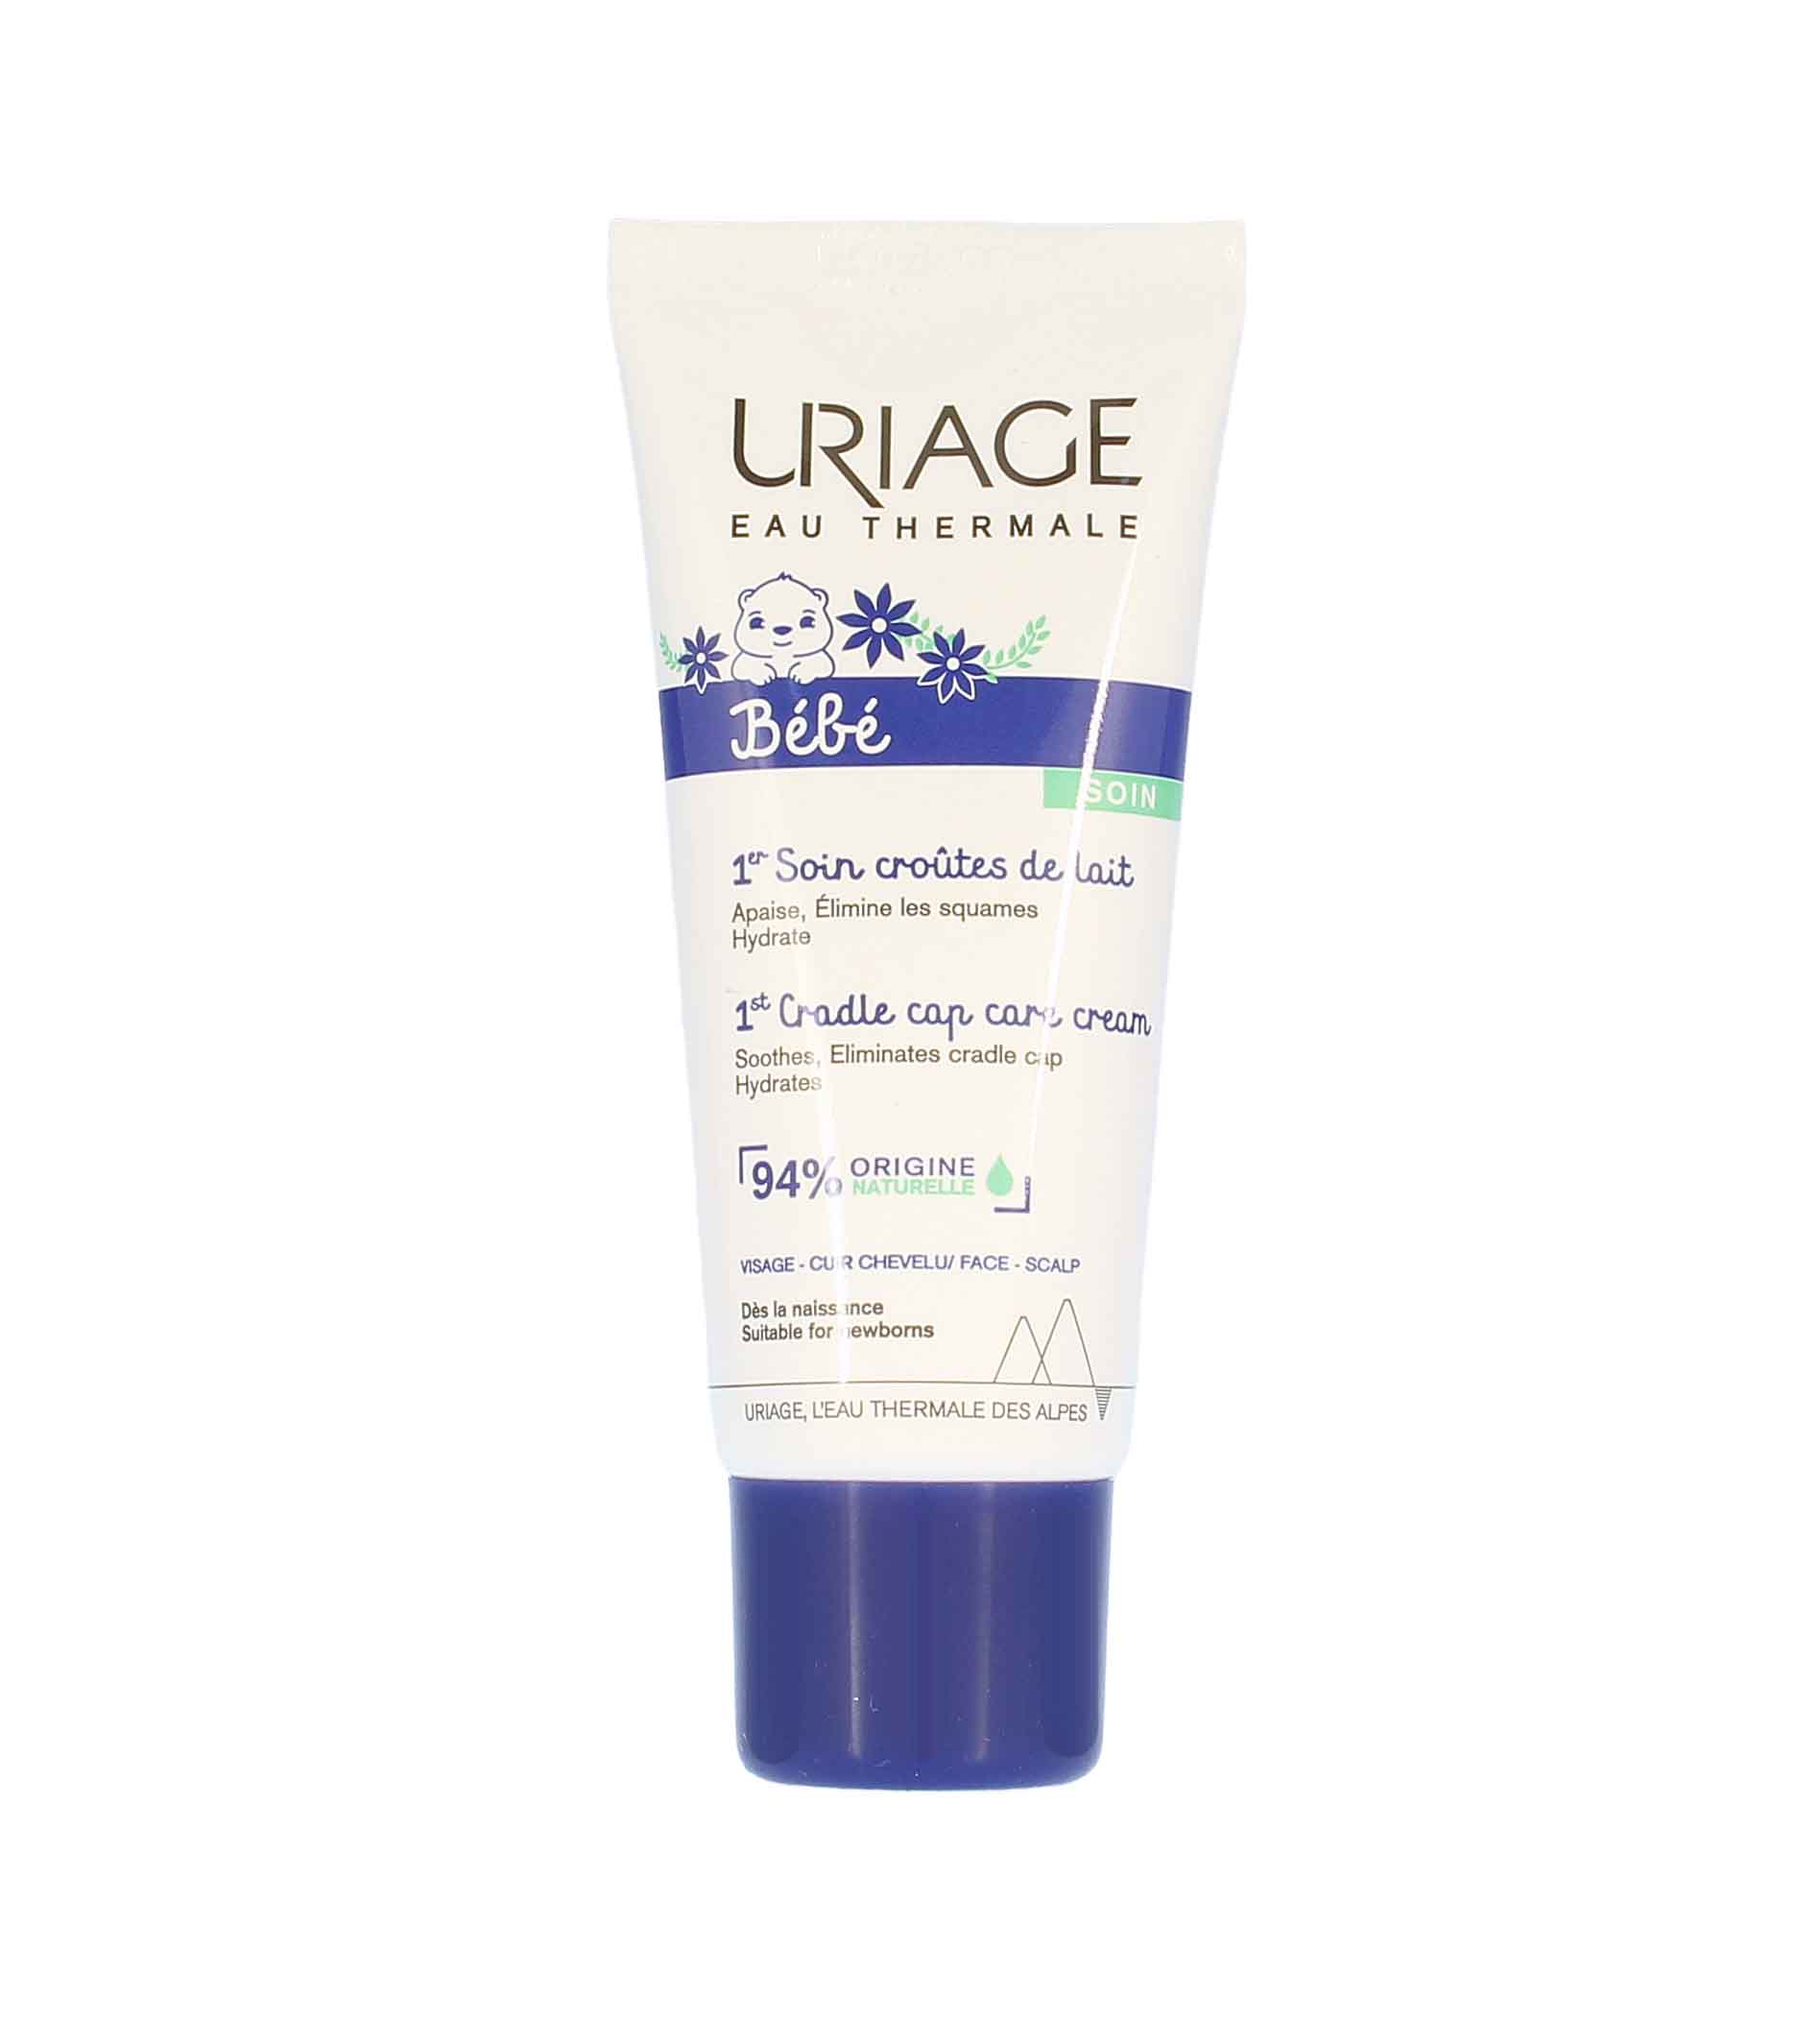 URIAGE
EAU THERMALE
Bébé
SOIN
1er Soin croûtes de lait
Apaise, Élimine les squames
Hydrate
1st Cradle cap care cream
Soothes, Eliminates cradle cap
Hydrates
94% ORIGINE
NATURELLE
VISAGE - CUIR CHEVELU/ FACE - SCALP
Dès la naissance
Suitable for newborns
URIAGE, L'EAU THERMALE DES ALPES